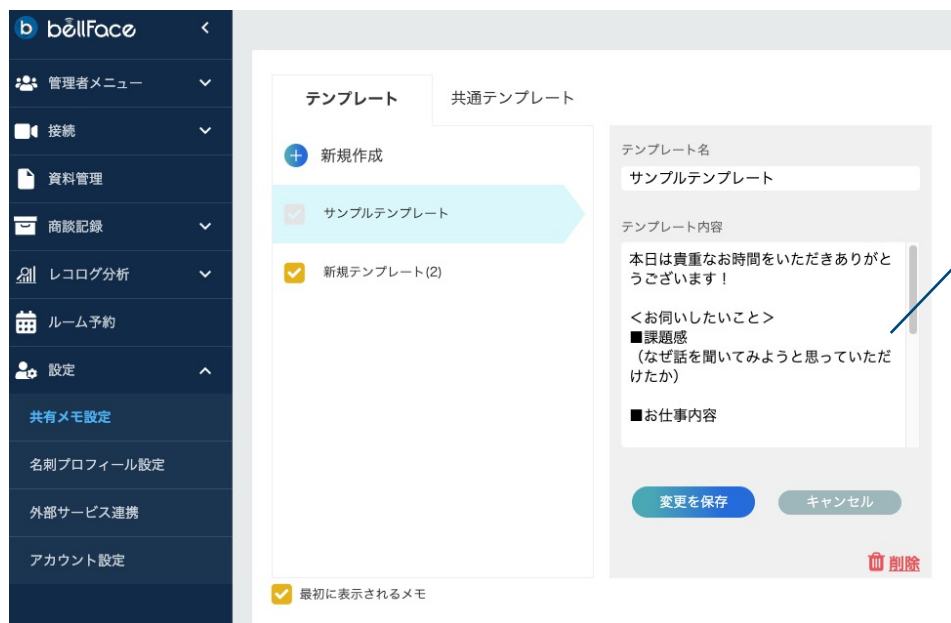 bellFace
管理者メニュー
接続
資料管理
商談記録
レコログ分析
ルーム予約
設定
共有メモ設定
名刺プロフィール設定
外部サービス連携
アカウント設定
テンプレート
共通テンプレート
新規作成
サンプルテンプレート
新規テンプレート(2)
最初に表示されるメモ
テンプレート名
サンプルテンプレート
テンプレート内容
本日は貴重なお時間をいただきありがと
うございます！
＜お伺いしたいこと＞
■課題感
（なぜ話を聞いてみようと思っていただ
けたか）
■お仕事内容
変更を保存
キャンセル
削除